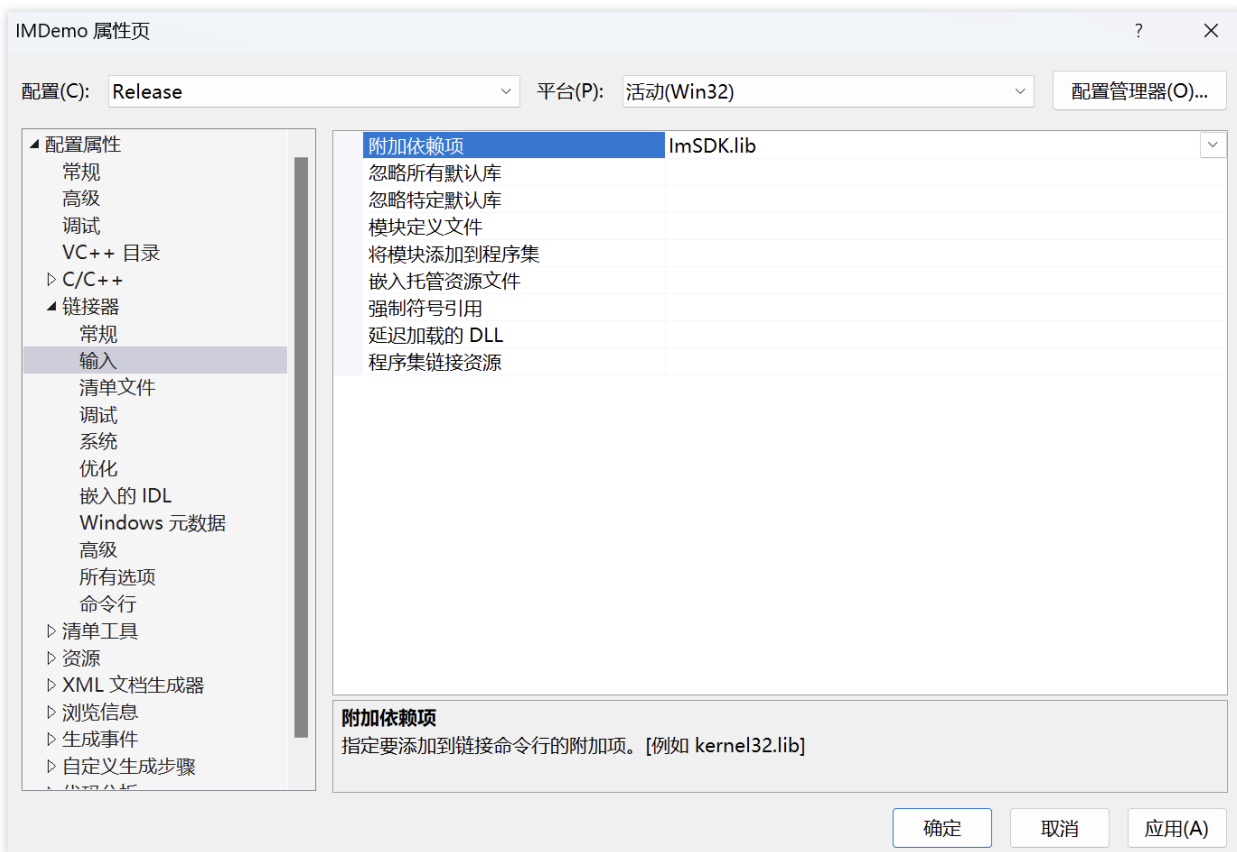 IMDemo 属性页
?
配置(C):
Release
平台(P):
活动(Win32)
配置管理器(O)...
配置属性
常规
高级
调试
VC++ 目录
C/C++
链接器
常规
输入
清单文件
调试
系统
优化
嵌入的 IDL
Windows 元数据
高级
所有选项
命令行
清单工具
资源
XML 文档生成器
浏览信息
生成事件
自定义生成步骤
代码分析
附加依赖项 ImSDK.lib
忽略所有默认库
忽略特定默认库
模块定义文件
将模块添加到程序集
嵌入托管资源文件
强制符号引用
延迟加载的 DLL
程序集链接资源
附加依赖项
指定要添加到链接命令行的附加项。[例如 kernel32.lib]
确定
取消
应用(A)